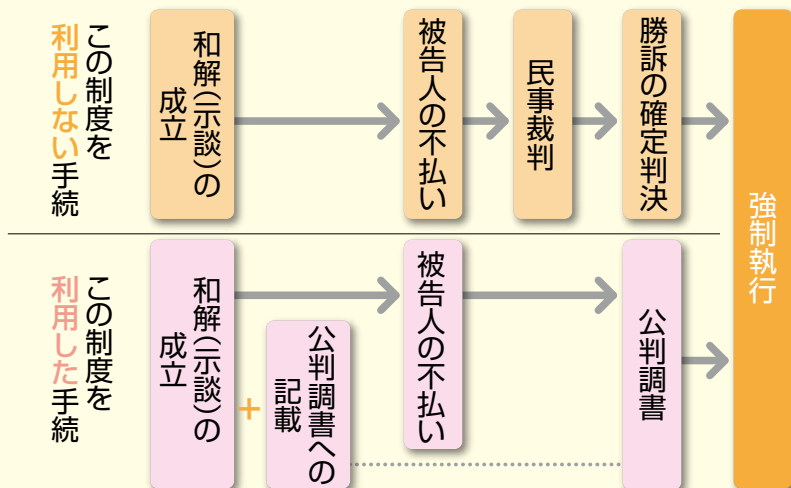 この制度を
利用しない手続
和解(示談)の
成立
被告人の不払い
民事裁判
勝訴の確定判決
強制執行
この制度を
利用した手続
和解(示談)の
成立
+
公判調書への
記載
被告人の不払い
公判調書